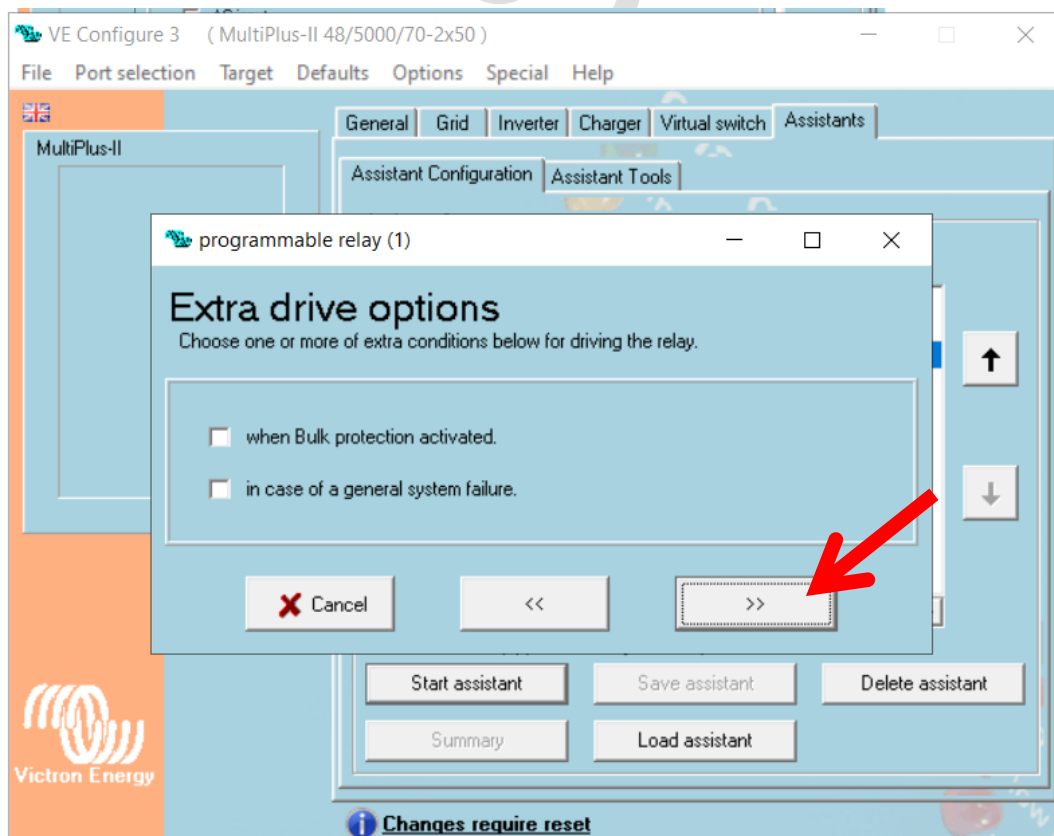 VE Configure 3 ( MultiPlus-II 48/5000/70-2x50 )
File Port selection Target Defaults Options Special Help
General Grid Inverter Charger Virtual switch Assistants
MultiPlus-II
Assistant Configuration Assistant Tools
programmable relay (1)
Extra drive options
Choose one or more of extra conditions below for driving the relay.
when Bulk protection activated.
in case of a general system failure.
Cancel << >>
Start assistant Save assistant Delete assistant
Summary Load assistant
Victron Energy
Changes require reset